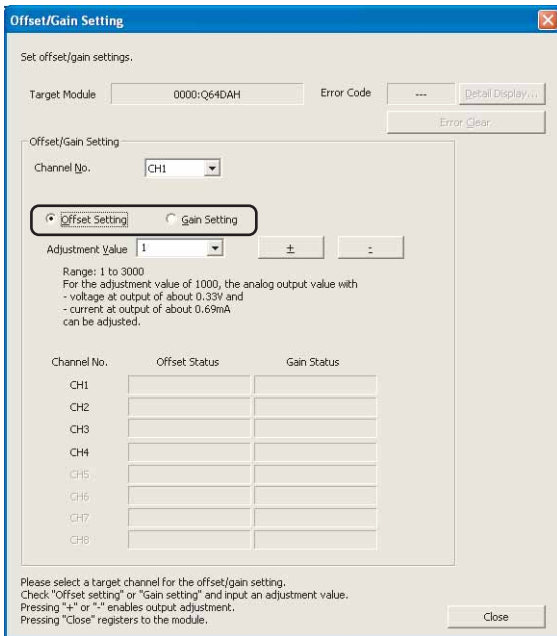 Offset/Gain Setting
Set offset/gain settings.
Target Module 0000:Q64DAH Error Code --- Detail Display...
Error Clear
Offset/Gain Setting
Channel No. CH1
Offset Setting Gain Setting
Adjustment Value 1 + -
Range: 1 to 3000
For the adjustment value of 1000, the analog output value with
- voltage at output of about 0.33V and
- current at output of about 0.69mA
can be adjusted.
Channel No. Offset Status Gain Status
CH1
CH2
CH3
CH4
CH5
CH6
CH7
CH8
Please select a target channel for the offset/gain setting.
Check "Offset setting" or "Gain setting" and input an adjustment value.
Pressing "+" or "-" enables output adjustment.
Pressing "Close" registers to the module.
Close